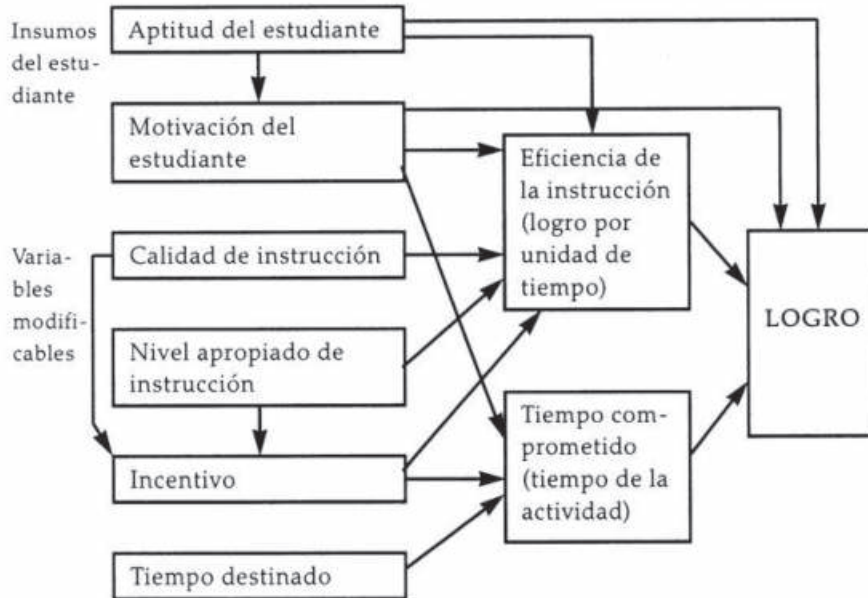 Insumos
del estu-
diante
Aptitud del estudiante
Motivación del
estudiante
Varia-
bles
modifi-
cables
Calidad de instrucción
Nivel apropiado de
instrucción
Incentivo
Tiempo destinado
Eficiencia de
la instrucción
(logro por
unidad de
tiempo)
Tiempo com-
prometido
(tiempo de la
actividad)
LOGRO